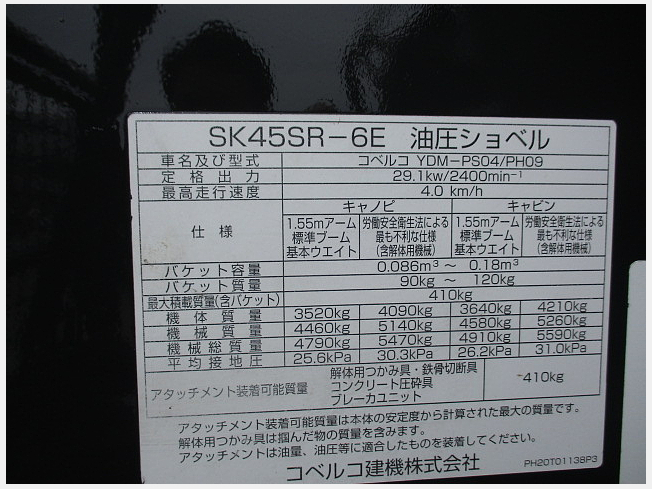 SK45SR-6E 油圧ショベル
車名及び型式 コベルコ YDM-PS04/PH09
定格出力 29.1kw/2400min⁻¹
最高走行速度 4.0 km/h
仕様 キャノピ キャビン
1.55mアーム 労働安全衛生法による 1.55mアーム 労働安全衛生法による
標準ブーム 最も不利な仕様 標準ブーム 最も不利な仕様
基本ウエイト (含解体用機械) 基本ウエイト (含解体用機械)
バケット容量 0.086m³ ～ 0.18m³
バケット質量 90kg ～ 120kg
最大積載質量(含バケット) 410kg
機体質量 3520kg 4090kg 3640kg 4210kg
機械質量 4460kg 5140kg 4580kg 5260kg
機械総質量 4790kg 5470kg 4910kg 5590kg
平均接地圧 25.6kPa 30.3kPa 26.2kPa 31.0kPa
アタッチメント装着可能質量 解体用つかみ具・鉄骨切断具 410kg
コンクリート圧砕具
ブレーカユニット
アタッチメント装着可能質量は本体の安定度から計算された最大の質量です。
解体用つかみ具は掴んだ物の質量を含みます。
アタッチメントは油量、油圧等に適合したものを装着してください。
コベルコ建機株式会社 PH20T01138P3